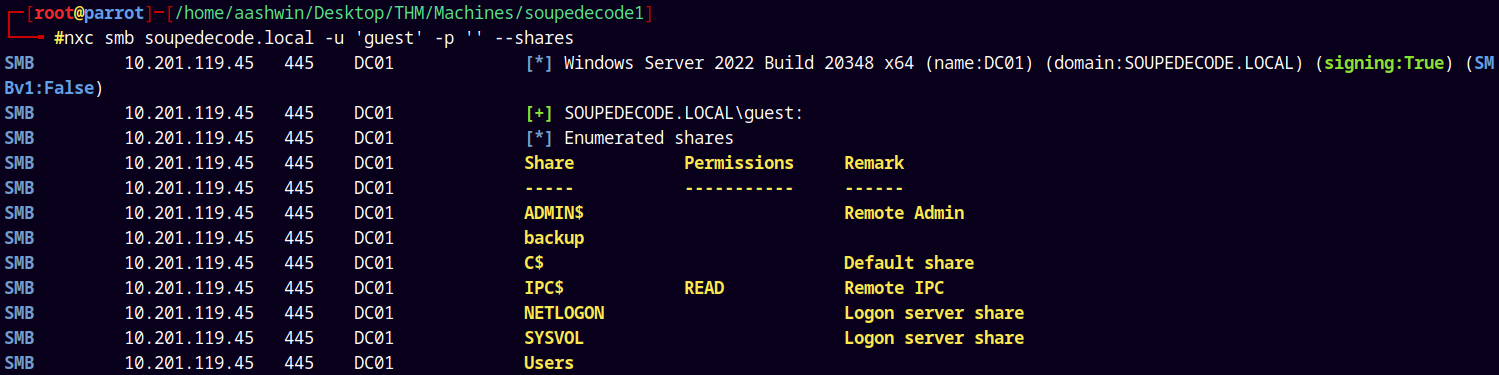 ┌─[root@parrot]─[/home/aashwin/Desktop/THM/Machines/soupedecode1]
└──╼ #nxc smb soupedecode.local -u 'guest' -p '' --shares
SMB         10.201.119.45   445    DC01             [*] Windows Server 2022 Build 20348 x64 (name:DC01) (domain:SOUPEDECODE.LOCAL) (signing:True) (SM
Bv1:False)
SMB         10.201.119.45   445    DC01             [+] SOUPEDECODE.LOCAL\guest:
SMB         10.201.119.45   445    DC01             [*] Enumerated shares
SMB         10.201.119.45   445    DC01             Share           Permissions     Remark
SMB         10.201.119.45   445    DC01             -----           -----------     ------
SMB         10.201.119.45   445    DC01             ADMIN$                          Remote Admin
SMB         10.201.119.45   445    DC01             backup
SMB         10.201.119.45   445    DC01             C$                              Default share
SMB         10.201.119.45   445    DC01             IPC$            READ            Remote IPC
SMB         10.201.119.45   445    DC01             NETLOGON                        Logon server share
SMB         10.201.119.45   445    DC01             SYSVOL                          Logon server share
SMB         10.201.119.45   445    DC01             Users